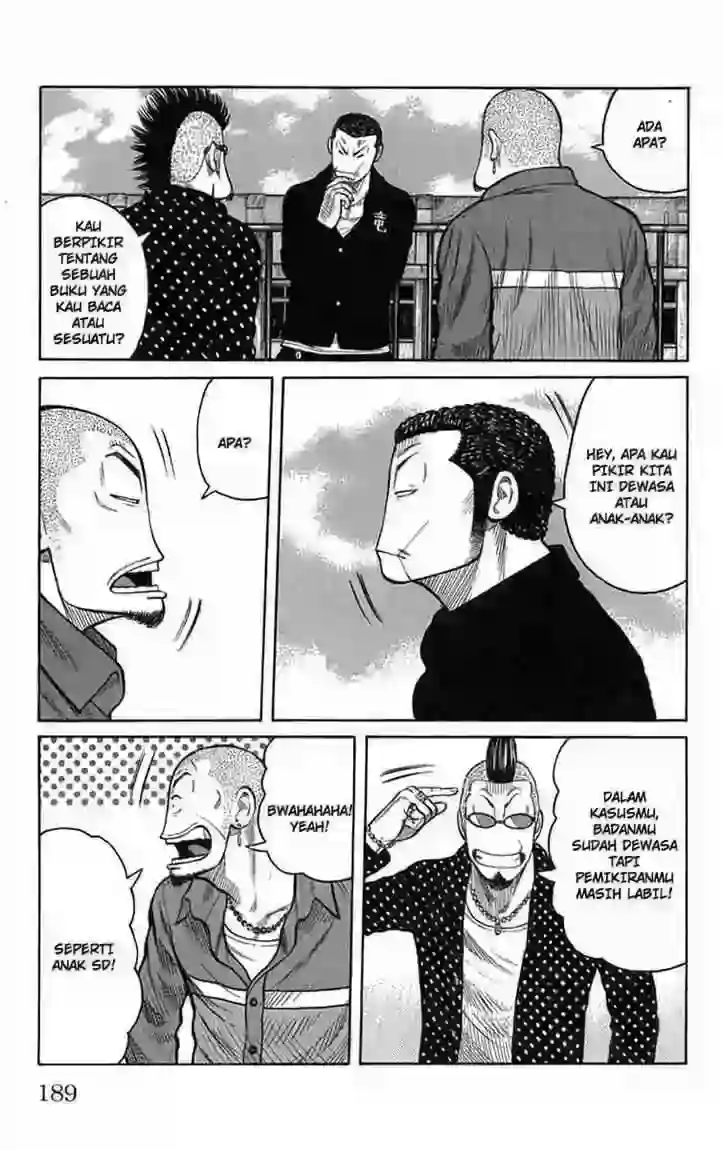 ADA
APA?
KAU
BERPIKIR
TENTANG
SEBUAH
BUKU YANG
KAU BACA
ATAU
SESUATU?
HEY, APA KAU
PIKIR KITA
INI DEWASA
ATAU
ANAK-ANAK?
APA?
DALAM
KASUSMU,
BADANMU
SUDAH DEWASA
TAPI
PEMIKIRANMU
MASIH LABIL!
BWAHAHAHA!
YEAH!
SEPERTI
ANAK SD!
189